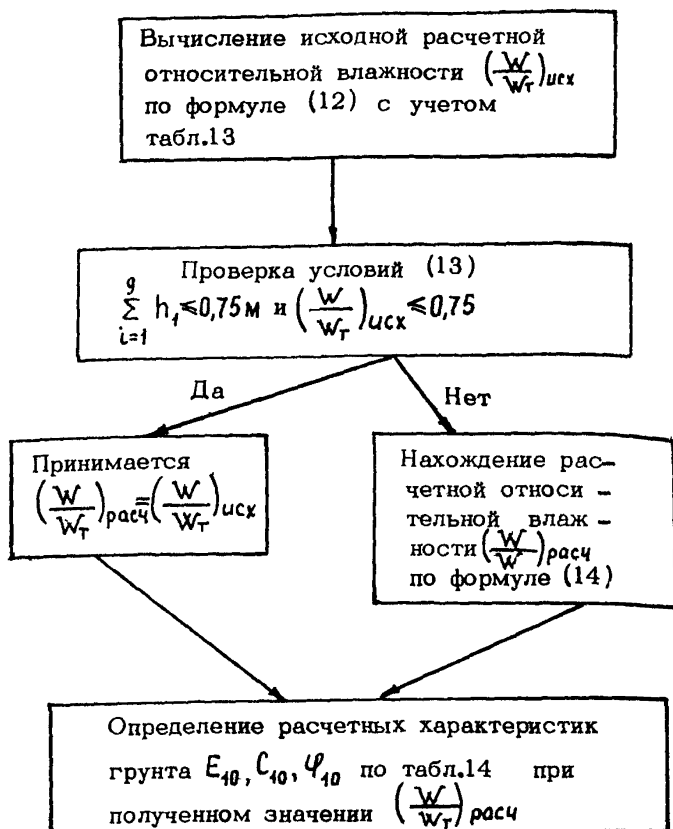 Вычисление исходной расчетной
относительной влажности (W/Wт)исх
по формуле (12) с учетом
табл.13
Проверка условий (13)
g∑i=1 h₁≤0,75м и (W/Wт)исх≤0,75
Да
Нет
Принимается
(W/Wт)расч=(W/Wт)исх
Нахождение рас-
четной относи -
тельной влаж -
ности(W/W)расч
по формуле (14)
Определение расчетных характеристик
грунта E₁₀, C₁₀, φ₁₀ по табл.14 при
полученном значении (W/Wт)расч